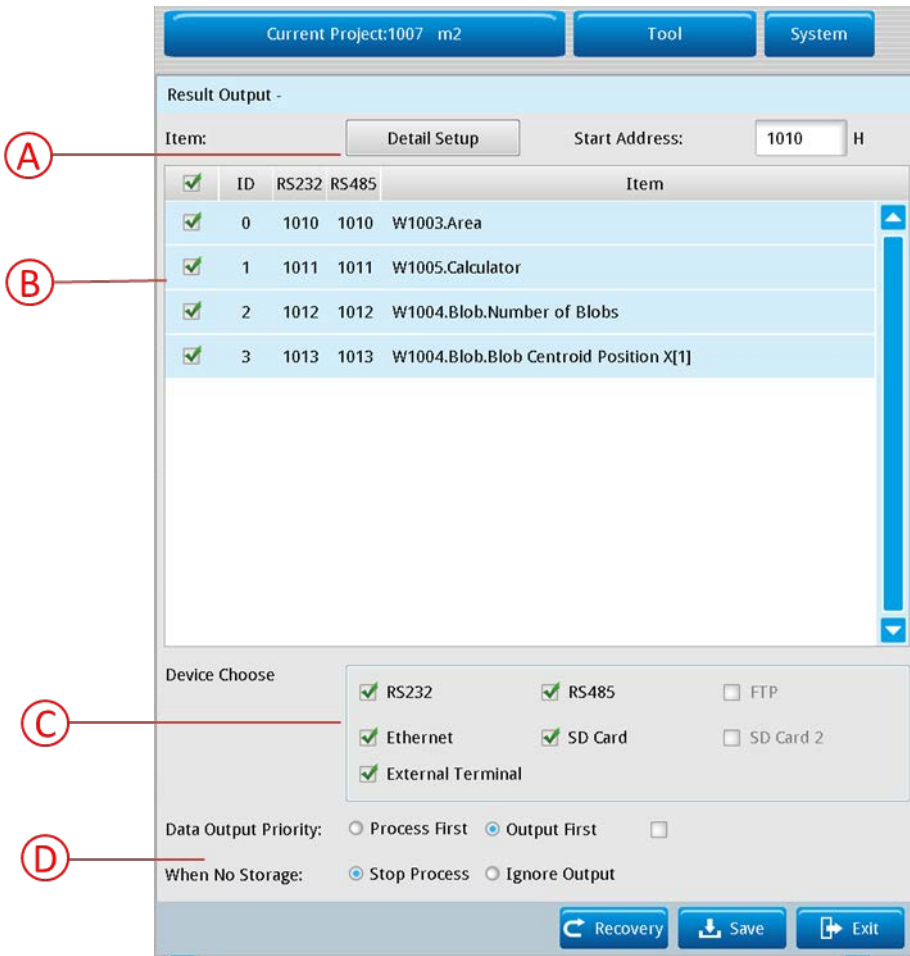 Current Project:1007 m2 Tool System
Result Output -
A Item: Detail Setup Start Address: 1010 H
ID RS232 RS485 Item
0 1010 1010 W1003.Area
B 1 1011 1011 W1005.Calculator
2 1012 1012 W1004.Blob.Number of Blobs
3 1013 1013 W1004.Blob.Blob Centroid Position X[1]
Device Choose
RS232 RS485 FTP
C Ethernet SD Card SD Card 2
External Terminal
Data Output Priority: Process First Output First
D When No Storage: Stop Process Ignore Output
Recovery Save Exit